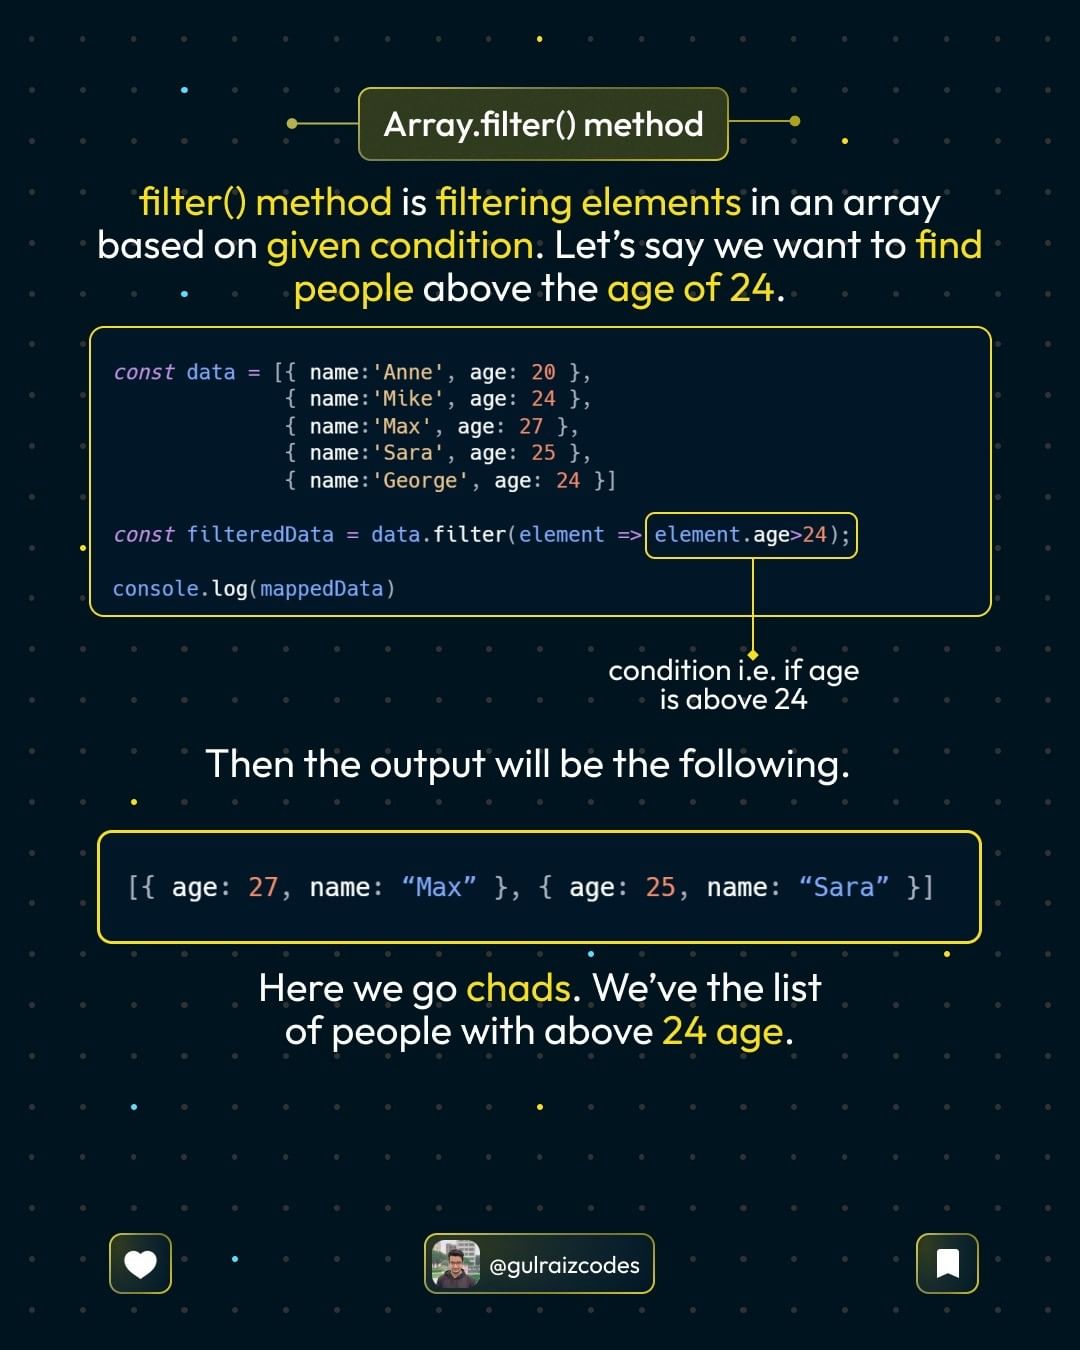 Array.filter() method
filter() method is filtering elements in an array
based on given condition. Let’s say we want to find
people above the age of 24.
const data = [{ name:'Anne', age: 20 },
{ name:'Mike', age: 24 },
{ name:'Max', age: 27 },
{ name:'Sara', age: 25 },
{ name:'George', age: 24 }]
const filteredData = data.filter(element => element.age>24);
console.log(mappedData)
condition i.e. if age
is above 24
Then the output will be the following.
[{ age: 27, name: “Max” }, { age: 25, name: “Sara” }]
Here we go chads. We’ve the list
of people with above 24 age.
@gulraizcodes